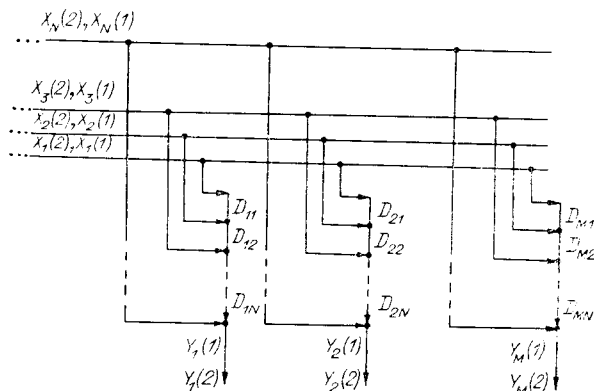 X_N(2), X_N(1)
X_3(2), X_3(1)
X_2(2), X_2(1)
X_1(2), X_1(1)
D_11 D_21 D_M1
D_12 D_22 D_M2
D_1N D_2N D_MN
Y_1(1) Y_2(1) Y_M(1)
Y_1(2) Y_2(2) Y_M(2)